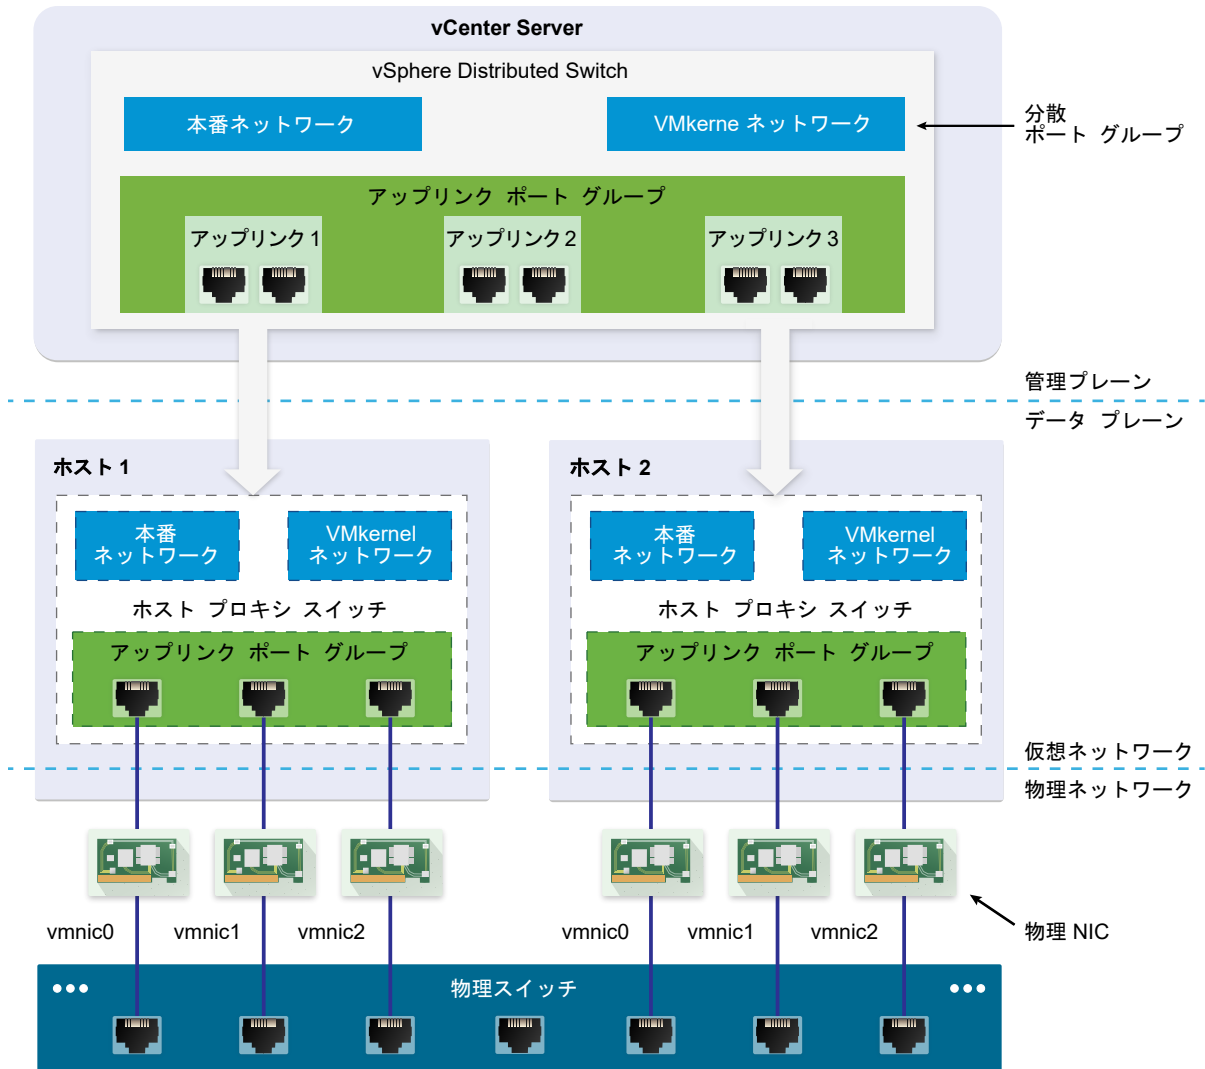 vCenter Server
vSphere Distributed Switch
本番ネットワーク
VMkerne ネットワーク
分散
ポート グループ
アップリンク ポート グループ
アップリンク 1
アップリンク 2
アップリンク 3
管理プレーン
データ プレーン
ホスト 1
本番
ネットワーク
VMkernel
ネットワーク
ホスト プロキシ スイッチ
アップリンク ポート グループ
ホスト 2
本番
ネットワーク
VMkernel
ネットワーク
ホスト プロキシ スイッチ
アップリンク ポート グループ
仮想ネットワーク
物理ネットワーク
vmnic0
vmnic1
vmnic2
vmnic0
vmnic1
vmnic2
物理 NIC
物理スイッチ